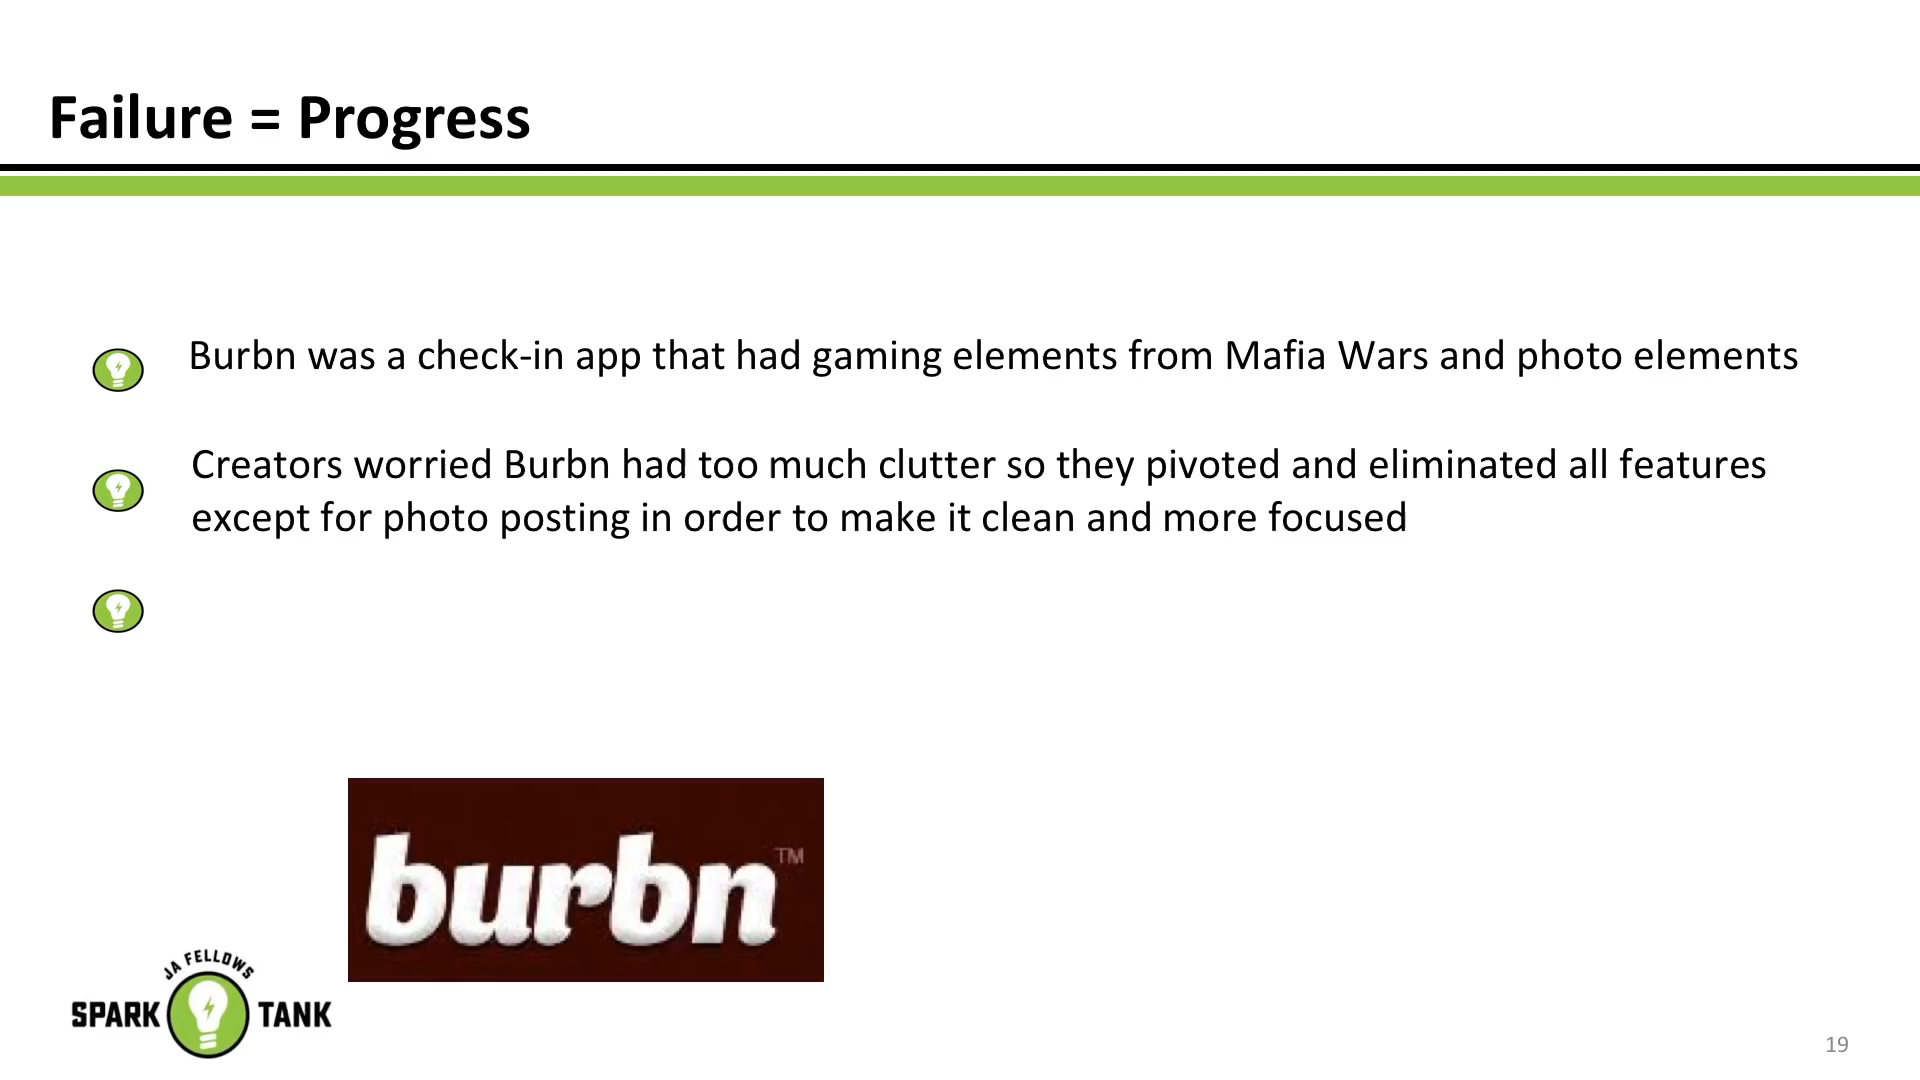 Failure = Progress
Burbn was a check-in app that had gaming elements from Mafia Wars and photo elements
Creators worried Burbn had too much clutter so they pivoted and eliminated all features
except for photo posting in order to make it clean and more focused
burbn™
JA FELLOWS
SPARK TANK
19